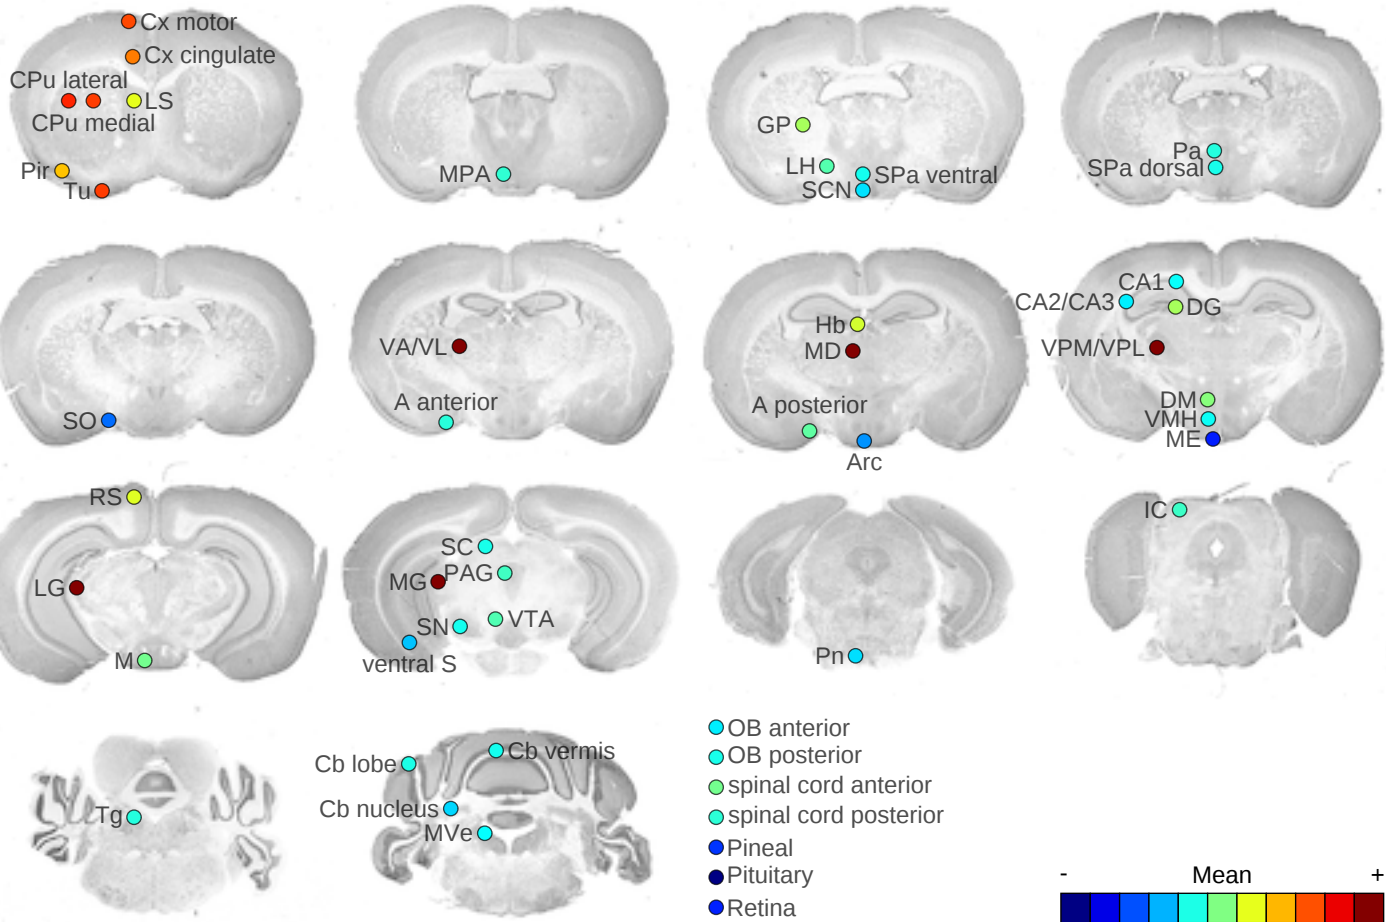 Cx motor
Cx cingulate
CPu lateral
LS
CPu medial
Pir
Tu
MPA
GP
LH
SPa ventral
SCN
Pa
SPa dorsal
SO
VA/VL
A anterior
Hb
MD
A posterior
Arc
CA1
CA2/CA3
DG
VPM/VPL
DM
VMH
ME
RS
LG
M
SC
MG
PAG
SN
VTA
ventral S
Pn
IC
Tg
Cb lobe
Cb vermis
Cb nucleus
MVe
OB anterior
OB posterior
spinal cord anterior
spinal cord posterior
Pineal
Pituitary
Retina
- Mean +